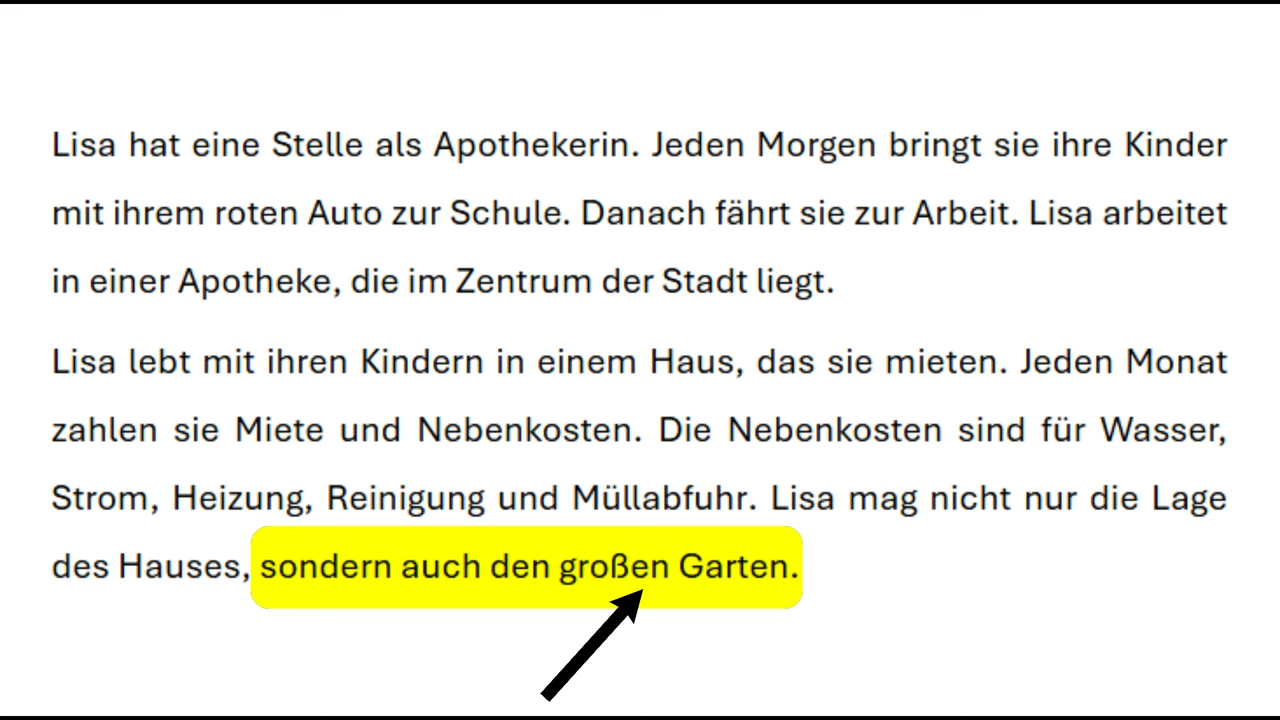 Lisa hat eine Stelle als Apothekerin. Jeden Morgen bringt sie ihre Kinder
mit ihrem roten Auto zur Schule. Danach fährt sie zur Arbeit. Lisa arbeitet
in einer Apotheke, die im Zentrum der Stadt liegt.
Lisa lebt mit ihren Kindern in einem Haus, das sie mieten. Jeden Monat
zahlen sie Miete und Nebenkosten. Die Nebenkosten sind für Wasser,
Strom, Heizung, Reinigung und Müllabfuhr. Lisa mag nicht nur die Lage
des Hauses, sondern auch den großen Garten.